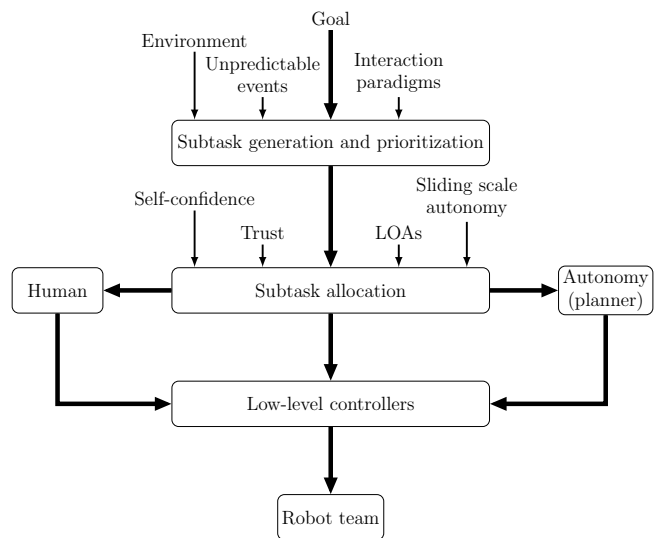 Goal
Environment
Unpredictable
events
Interaction
paradigms
Subtask generation and prioritization
Self-confidence
Trust
LOAs
Sliding scale
autonomy
Human
Subtask allocation
Autonomy
(planner)
Low-level controllers
Robot team